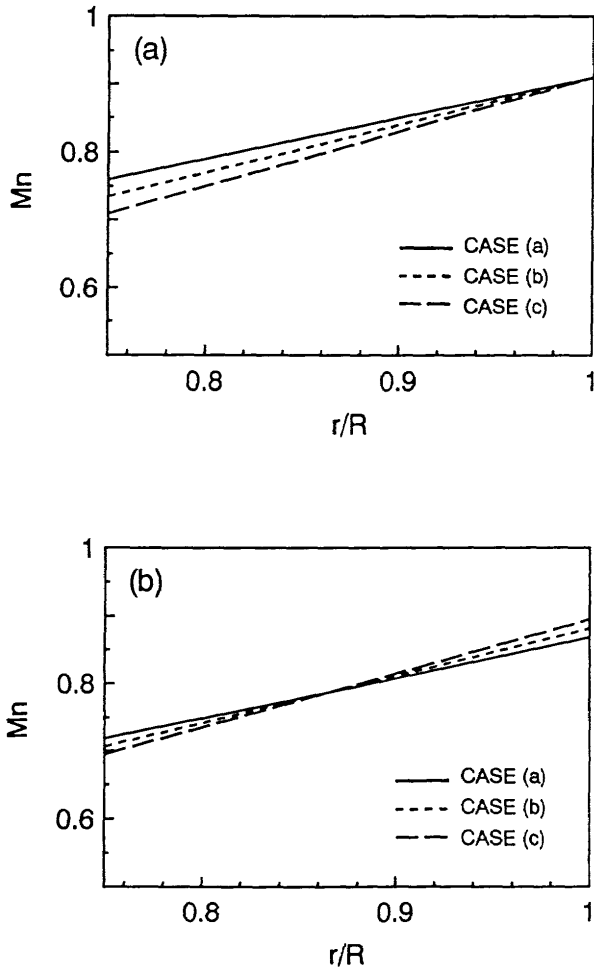 1
(a)
0.8
Mn
0.6
CASE (a)
CASE (b)
CASE (c)
0.8
0.9
1
r/R
1
(b)
0.8
Mn
0.6
CASE (a)
CASE (b)
CASE (c)
0.8
0.9
1
r/R